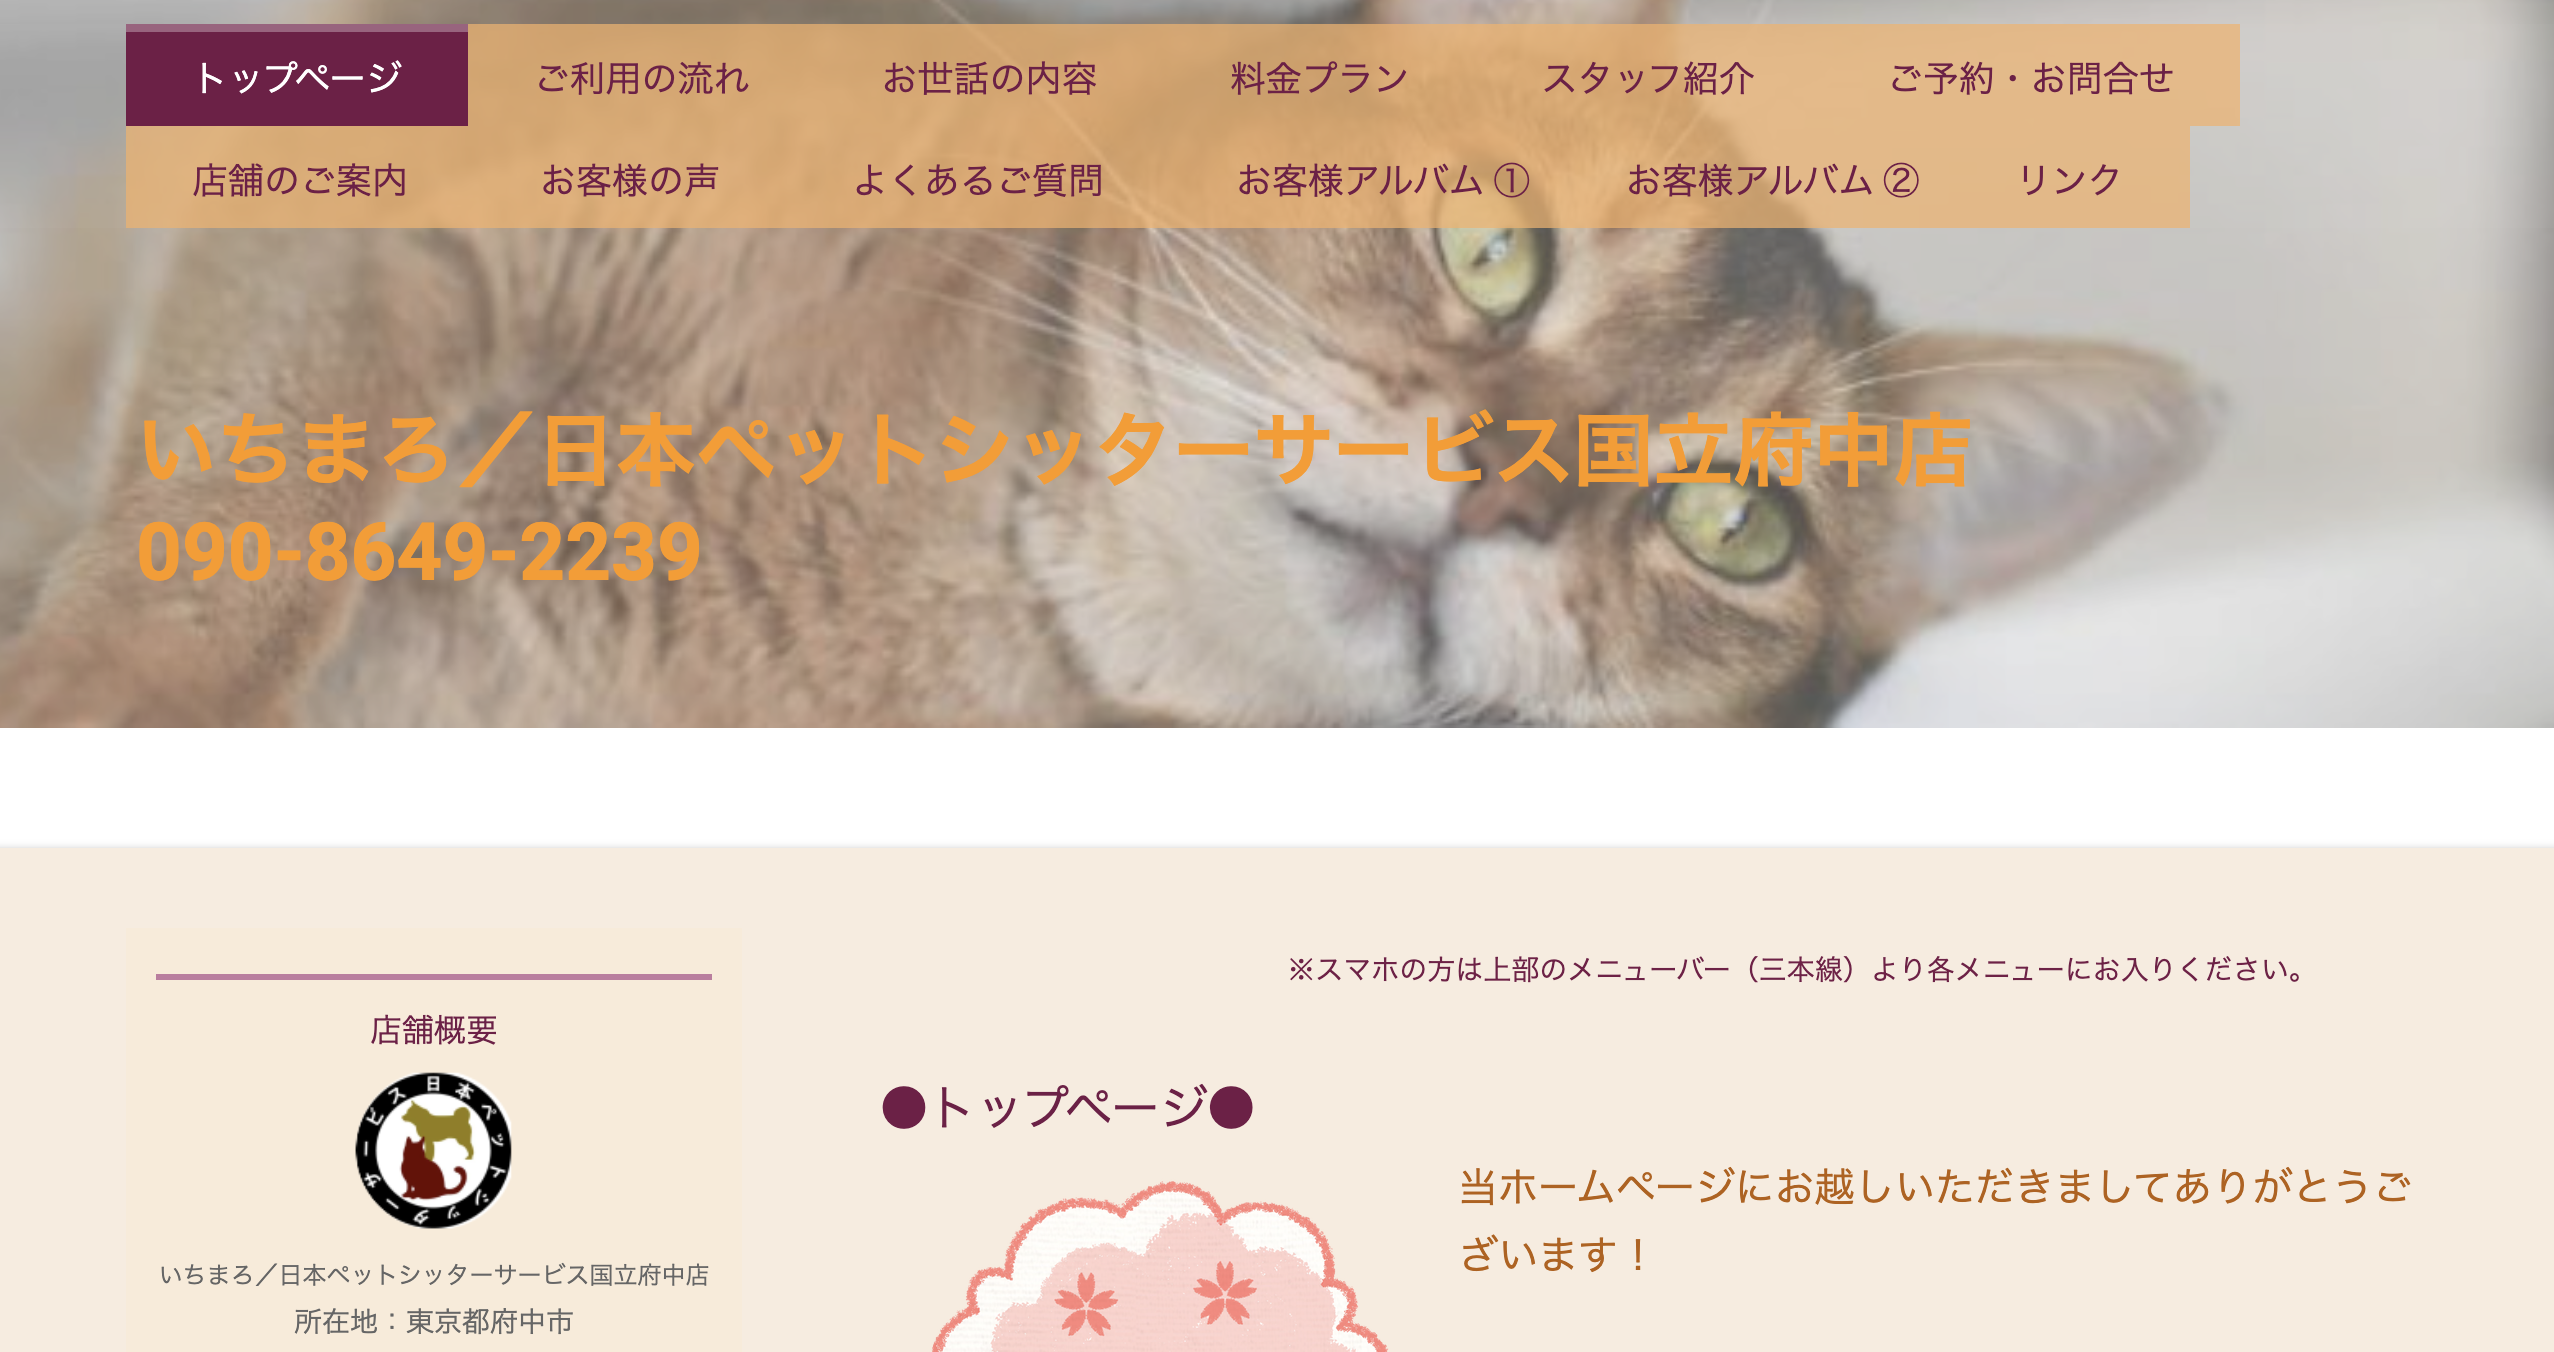 トップページ
ご利用の流れ
お世話の内容
料金プラン
スタッフ紹介
ご予約・お問合せ
店舗のご案内
お客様の声
よくあるご質問
お客様アルバム ①
お客様アルバム ②
リンク
いちまろ／日本ペットシッターサービス国立府中店
090-8649-2239
※スマホの方は上部のメニューバー（三本線）より各メニューにお入りください。
店舗概要
日本ペットシッターサービス
いちまろ／日本ペットシッターサービス国立府中店
所在地：東京都府中市
●トップページ●
当ホームページにお越しいただきましてありがとうご
ざいます！